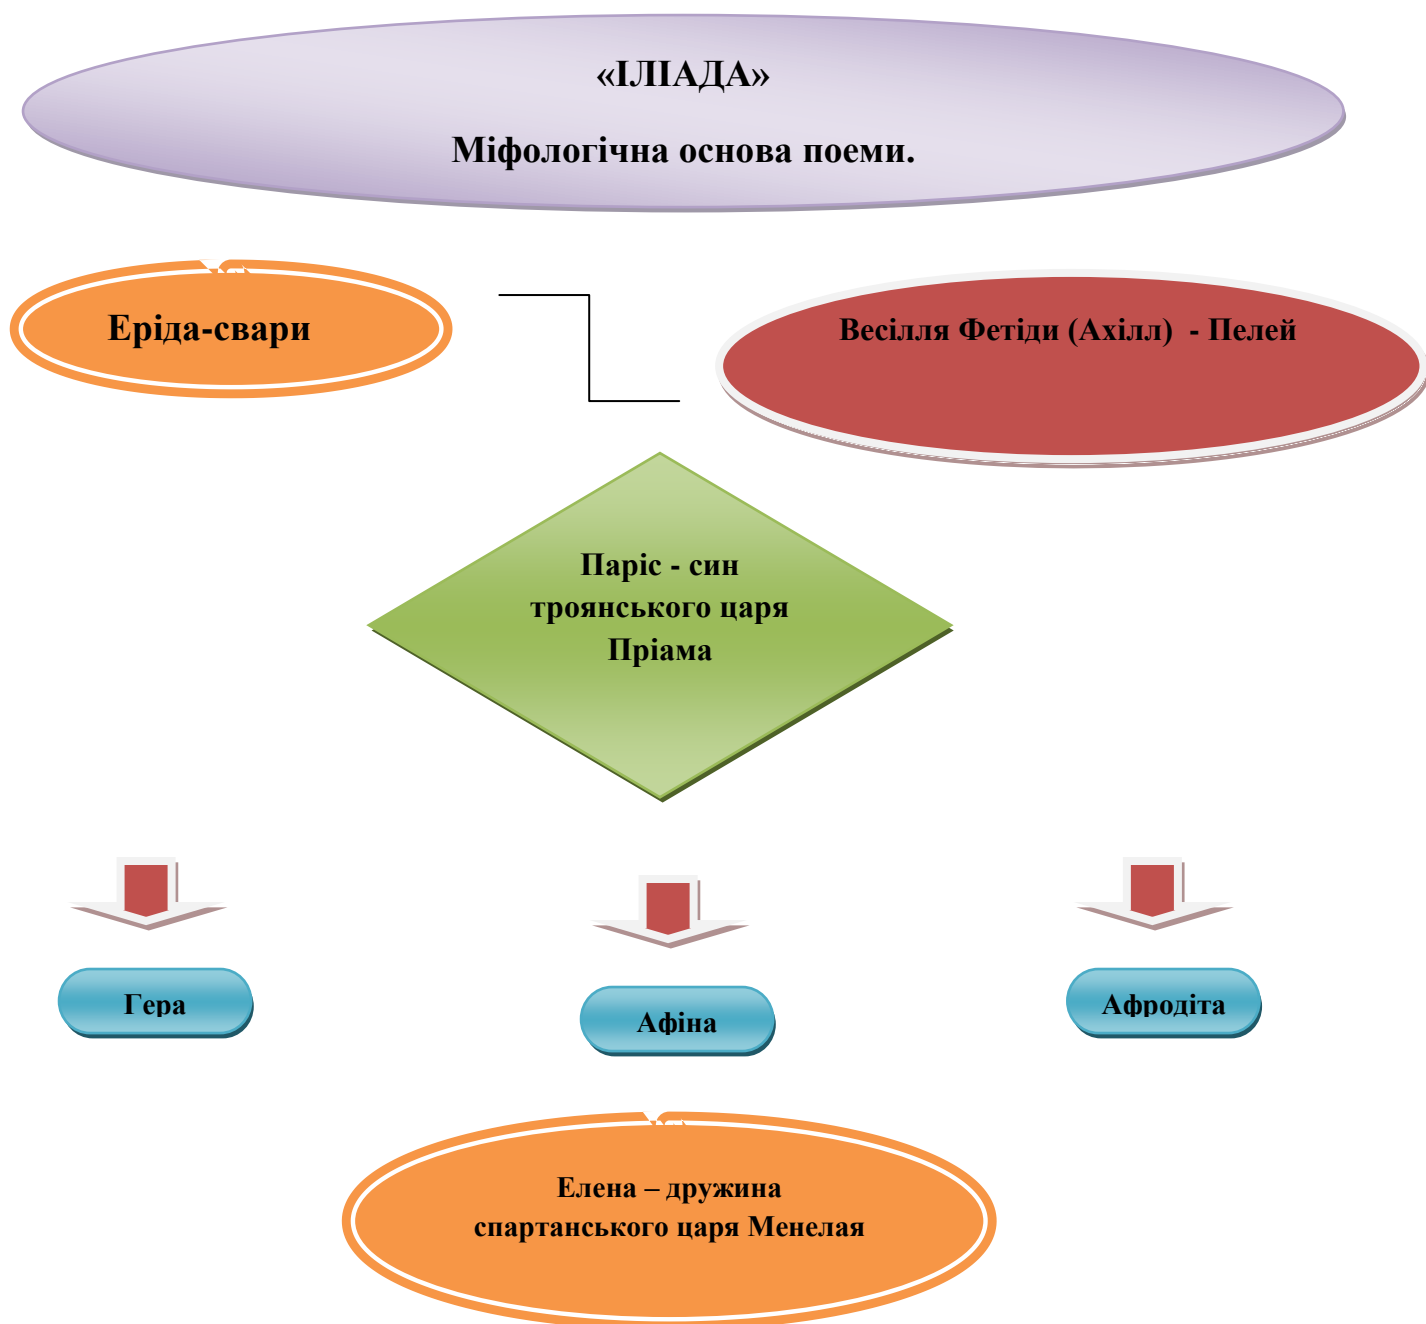 «ІЛІАДА»
Міфологічна основа поеми.
Еріда-свари
Весілля Фетіди (Ахілл)  - Пелей
Паріс - син
троянського царя
Пріама
Гера
Афіна
Афродіта
Елена – дружина
спартанського царя Менелая